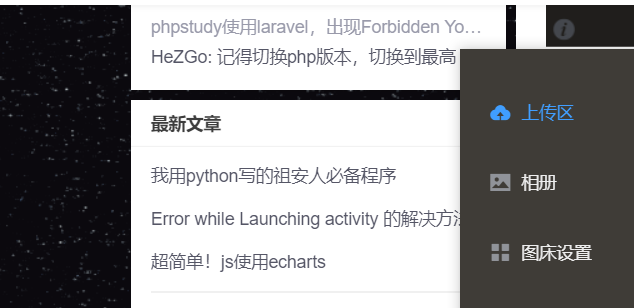 phpstudy使用laravel，出现Forbidden Yo…
HeZGo: 记得切换php版本，切换到最高
最新文章
我用python写的祖安人必备程序
Error while Launching activity 的解决方法
超简单！js使用echarts
上传区
相册
图床设置